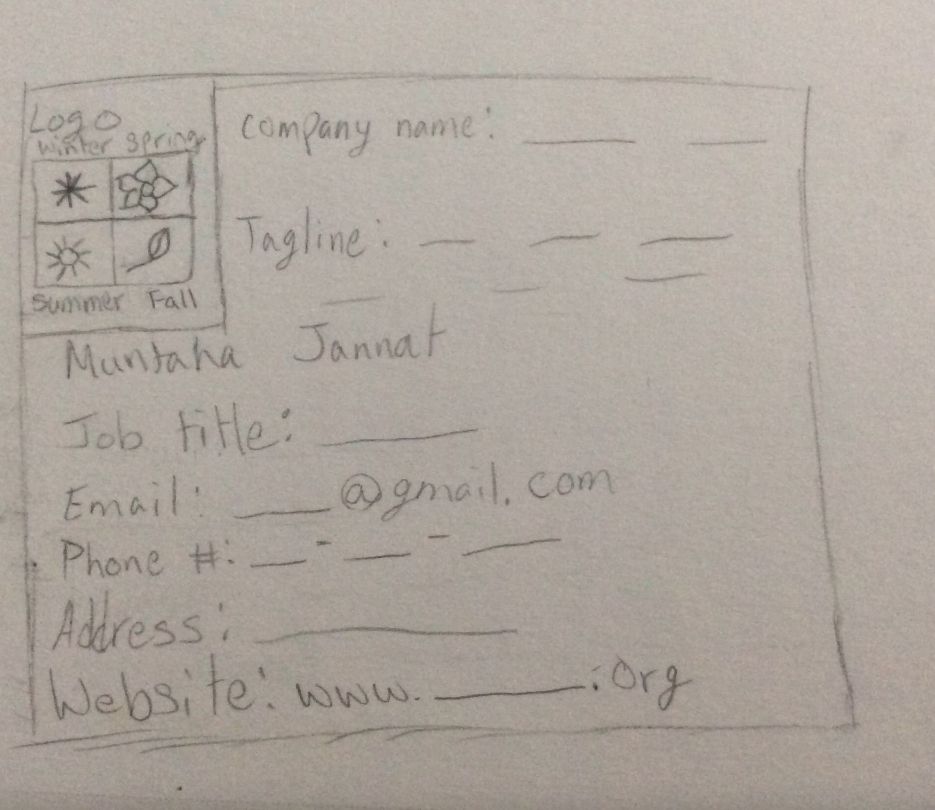 Logo
winter spring
summer Fall
Company name: ____ ____
Tagline: __ __ __
__ __ __
Muntaha Jannat
Job title: ____
Email: ____@gmail.com
Phone #: __-__-__
Address: ____
Website: www.____.org